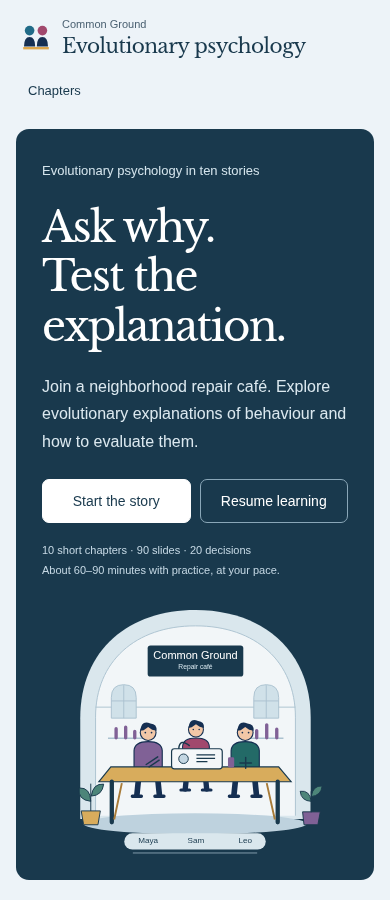 Common Ground
Evolutionary psychology
Chapters
Evolutionary psychology in ten stories
Ask why.
Test the
explanation.
Join a neighborhood repair café. Explore
evolutionary explanations of behaviour and
how to evaluate them.
Start the story
Resume learning
10 short chapters · 90 slides · 20 decisions
About 60–90 minutes with practice, at your pace.
Common Ground
Repair café
Maya Sam Leo